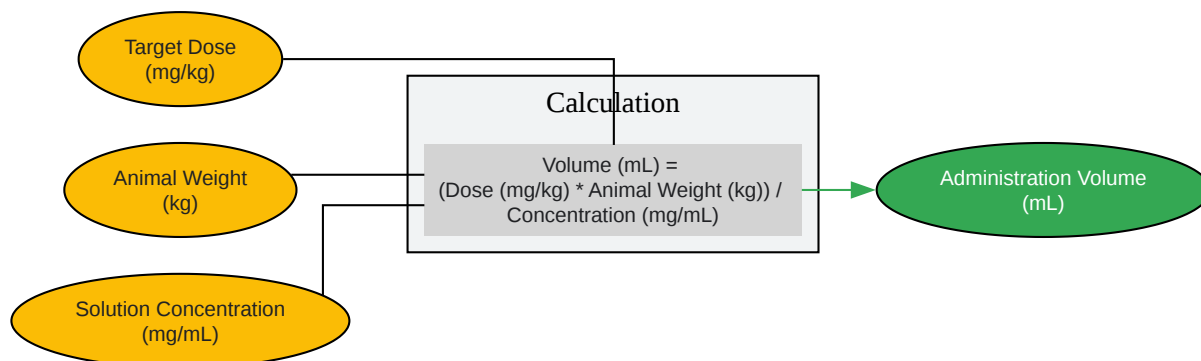 Target Dose
(mg/kg)
Calculation
Animal Weight
(kg)
Volume (mL) =
(Dose (mg/kg) * Animal Weight (kg)) /
Concentration (mg/mL)
Administration Volume
(mL)
Solution Concentration
(mg/mL)